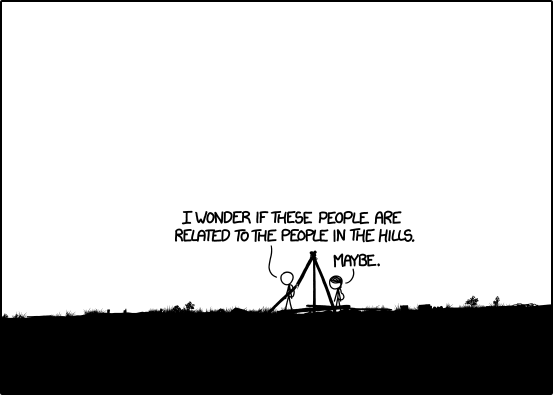 I WONDER IF THESE PEOPLE ARE
RELATED TO THE PEOPLE IN THE HILLS.
MAYBE.